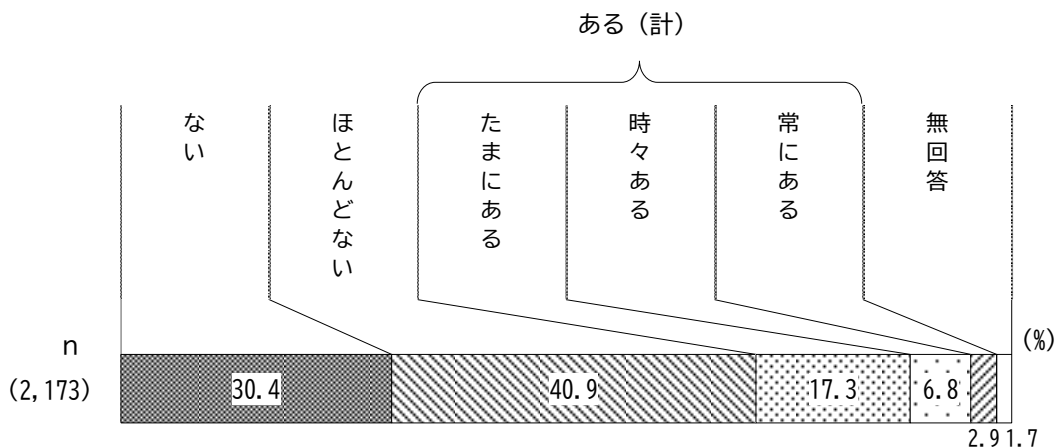 ある（計）
ない
ほとんどない
たまにある
時々ある
常にある
無回答
(%)
n
(2,173)
30.4
40.9
17.3
6.8
2.9
1.7